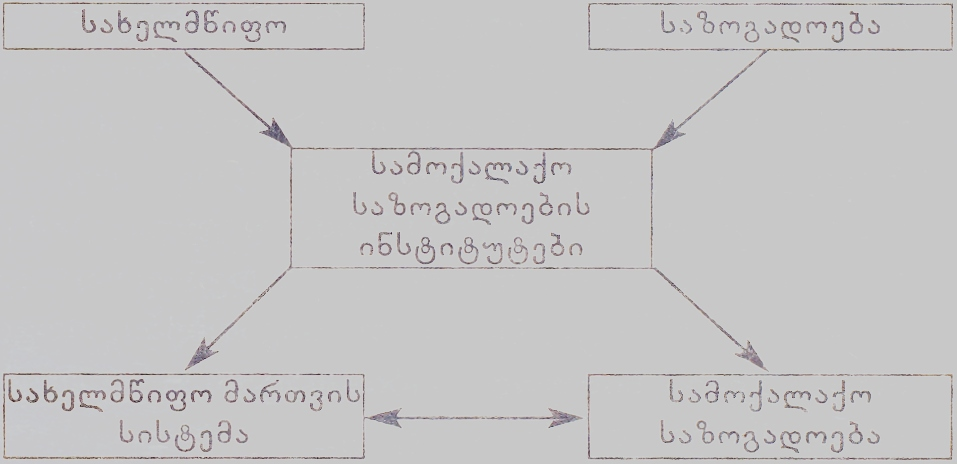 სახელმწიფო
საზოგადოება
სამოქალაქო
საზოგადოების
ინსტიტუტები
სახელმწიფო მართვის
სისტემა
სამოქალაქო
საზოგადოება